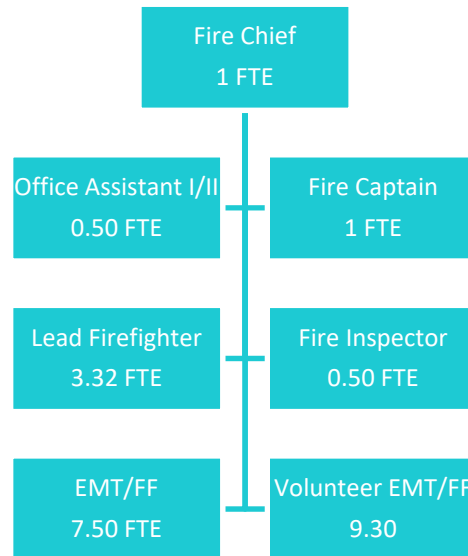 Fire Chief
1 FTE
Office Assistant I/II
0.50 FTE
Fire Captain
1 FTE
Lead Firefighter
3.32 FTE
Fire Inspector
0.50 FTE
EMT/FF
7.50 FTE
Volunteer EMT/FF
9.30